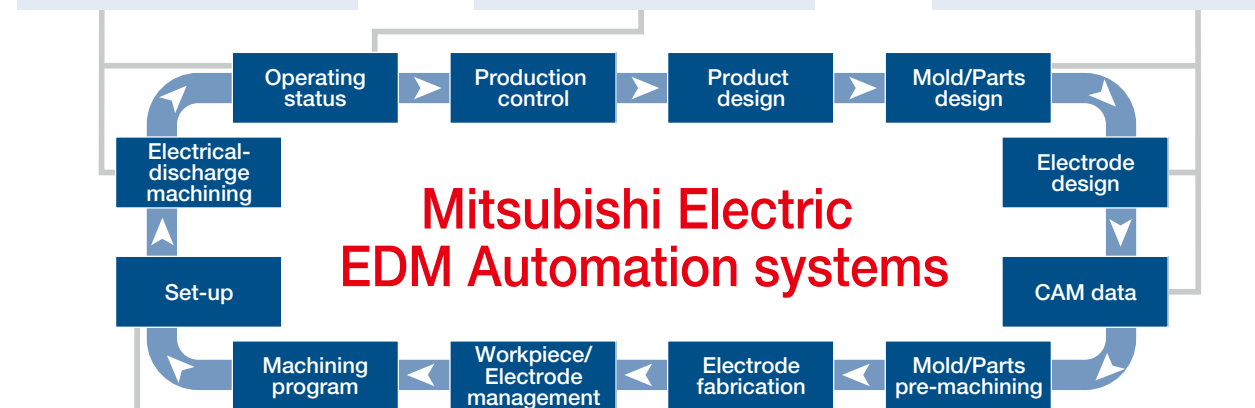 Operating
status
Production
control
Product
design
Mold/Parts
design
Electrical-
discharge
machining
Electrode
design
Mitsubishi Electric
EDM Automation systems
Set-up
CAM data
Machining
program
Workpiece/
Electrode
management
Electrode
fabrication
Mold/Parts
pre-machining